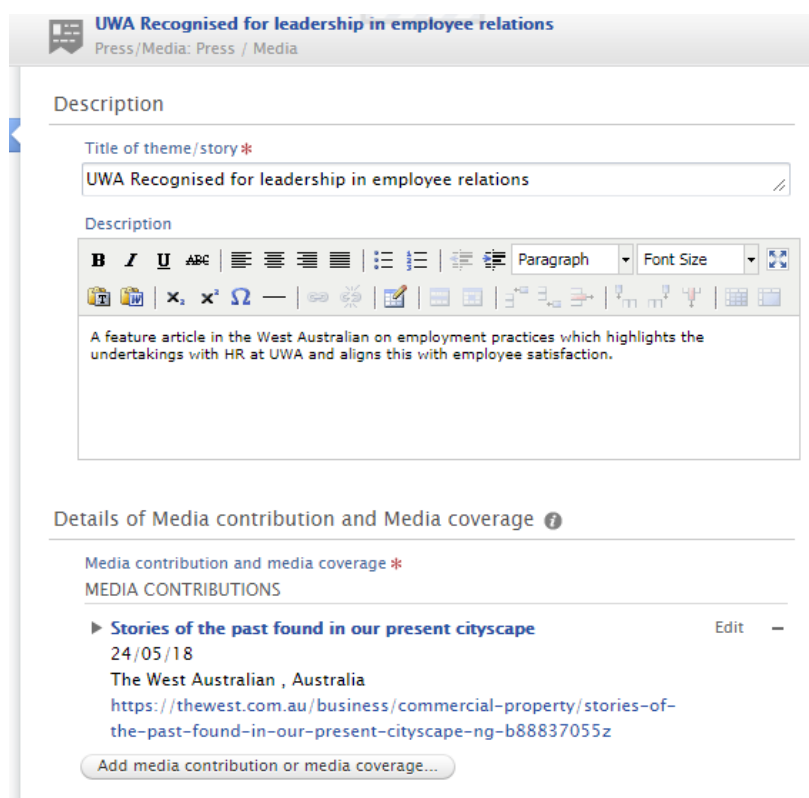 UWA Recognised for leadership in employee relations
Press/Media: Press / Media
Description
Title of theme/story *
UWA Recognised for leadership in employee relations
Description
B I U ABC Paragraph Font Size
T W x₂ x² Ω —
A feature article in the West Australian on employment practices which highlights the
undertakings with HR at UWA and aligns this with employee satisfaction.
Details of Media contribution and Media coverage i
Media contribution and media coverage *
MEDIA CONTRIBUTIONS
Stories of the past found in our present cityscape Edit –
24/05/18
The West Australian , Australia
https://thewest.com.au/business/commercial-property/stories-of-
the-past-found-in-our-present-cityscape-ng-b88837055z
Add media contribution or media coverage...